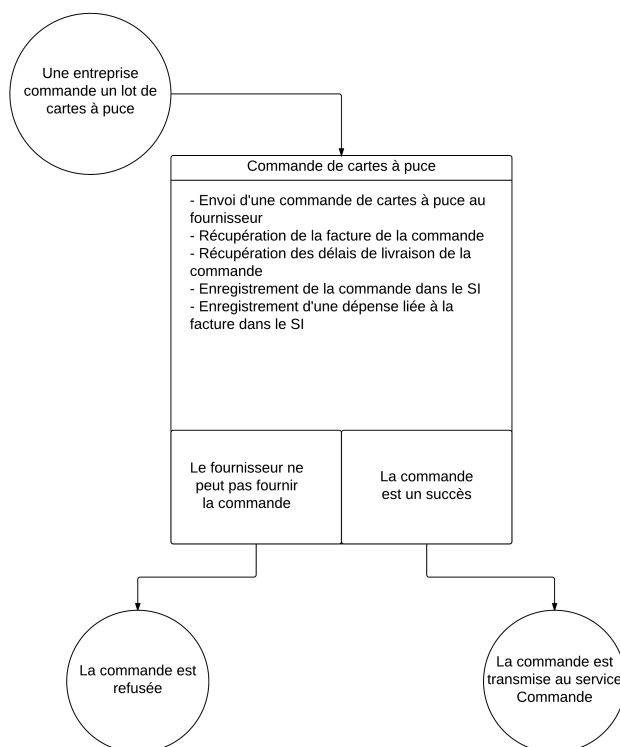 Une entreprise
commande un lot de
cartes à puce
Commande de cartes à puce
- Envoi d'une commande de cartes à puce au
fournisseur
- Récupération de la facture de la commande
- Récupération des délais de livraison de la
commande
- Enregistrement de la commande dans le SI
- Enregistrement d'une dépense liée à la
facture dans le SI
Le fournisseur ne
peut pas fournir
la commande
La commande
est un succès
La commande est
refusée
La commande est
transmise au service
Commande